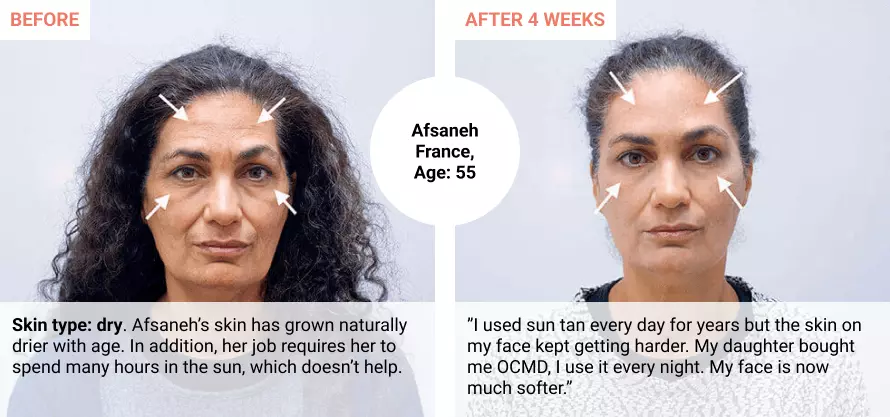 BEFORE
AFTER 4 WEEKS
Afsaneh
France,
Age: 55
Skin type: dry. Afsaneh’s skin has grown naturally
drier with age. In addition, her job requires her to
spend many hours in the sun, which doesn’t help.
”I used sun tan every day for years but the skin on
my face kept getting harder. My daughter bought
me OCMD, I use it every night. My face is now
much softer.”